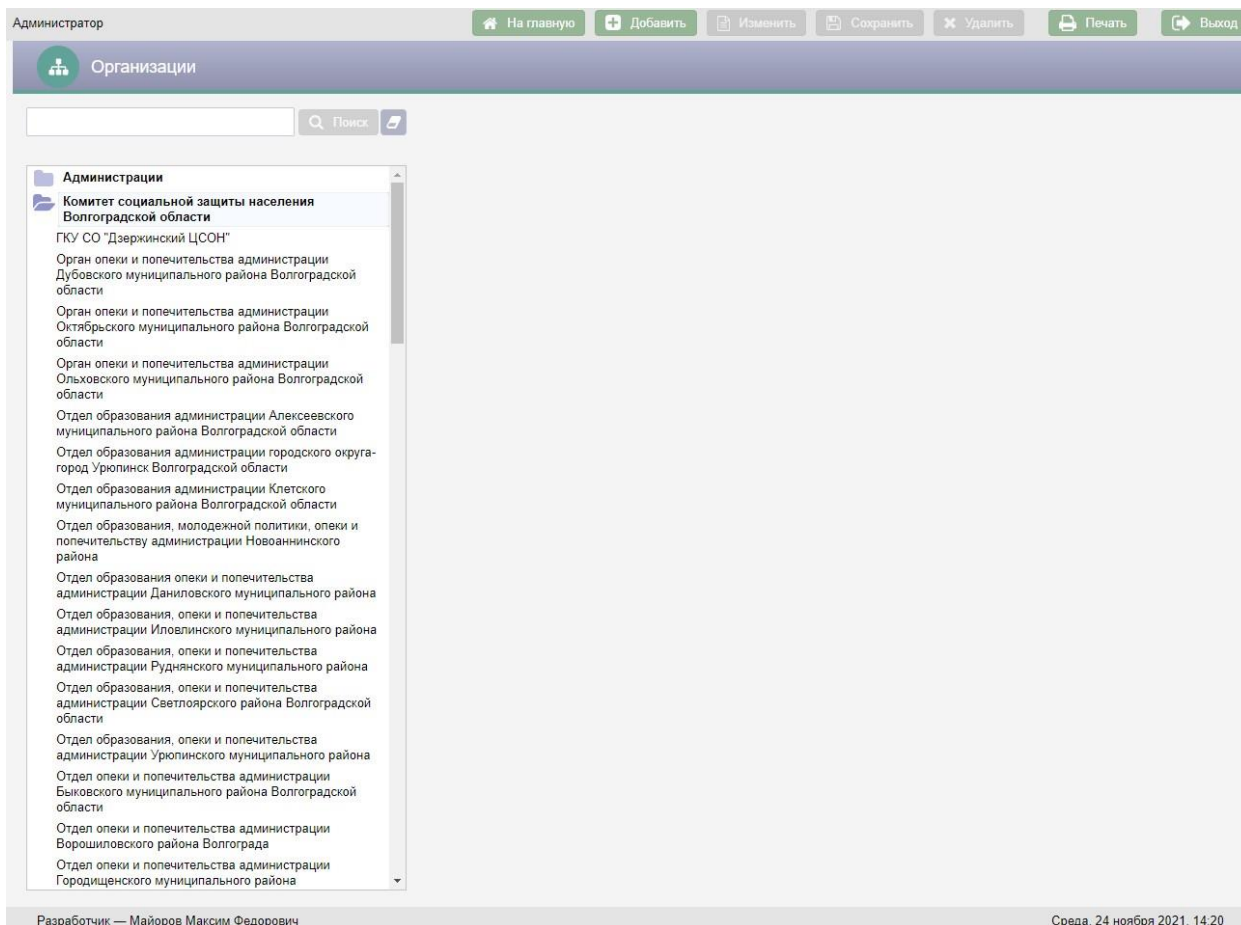 Администратор
На главную
Добавить
Изменить
Сохранить
Удалить
Печать
Выход
Организации
Поиск
Администрации
Комитет социальной защиты населения
Волгоградской области
ГКУ СО "Дзержинский ЦСОН"
Орган опеки и попечительства администрации
Дубовского муниципального района Волгоградской
области
Орган опеки и попечительства администрации
Октябрьского муниципального района Волгоградской
области
Орган опеки и попечительства администрации
Ольховского муниципального района Волгоградской
области
Отдел образования администрации Алексеевского
муниципального района Волгоградской области
Отдел образования администрации городского округа-
город Урюпинск Волгоградской области
Отдел образования администрации Клетского
муниципального района Волгоградской области
Отдел образования, молодежной политики, опеки и
попечительству администрации Новоаннинского
района
Отдел образования опеки и попечительства
администрации Даниловского муниципального района
Отдел образования, опеки и попечительства
администрации Иловлинского муниципального района
Отдел образования, опеки и попечительства
администрации Руднянского муниципального района
Отдел образования, опеки и попечительства
администрации Светлоярского района Волгоградской
области
Отдел образования, опеки и попечительства
администрации Урюпинского муниципального района
Отдел опеки и попечительства администрации
Быковского муниципального района Волгоградской
области
Отдел опеки и попечительства администрации
Ворошиловского района Волгограда
Отдел опеки и попечительства администрации
Городищенского муниципального района
Разработчик — Майоров Максим Федорович
Среда, 24 ноября 2021, 14:20